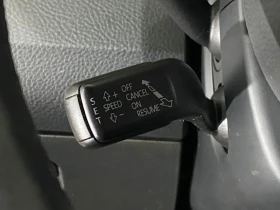 SET
+ OFF
SPEED CANCEL
- ON
RESUME